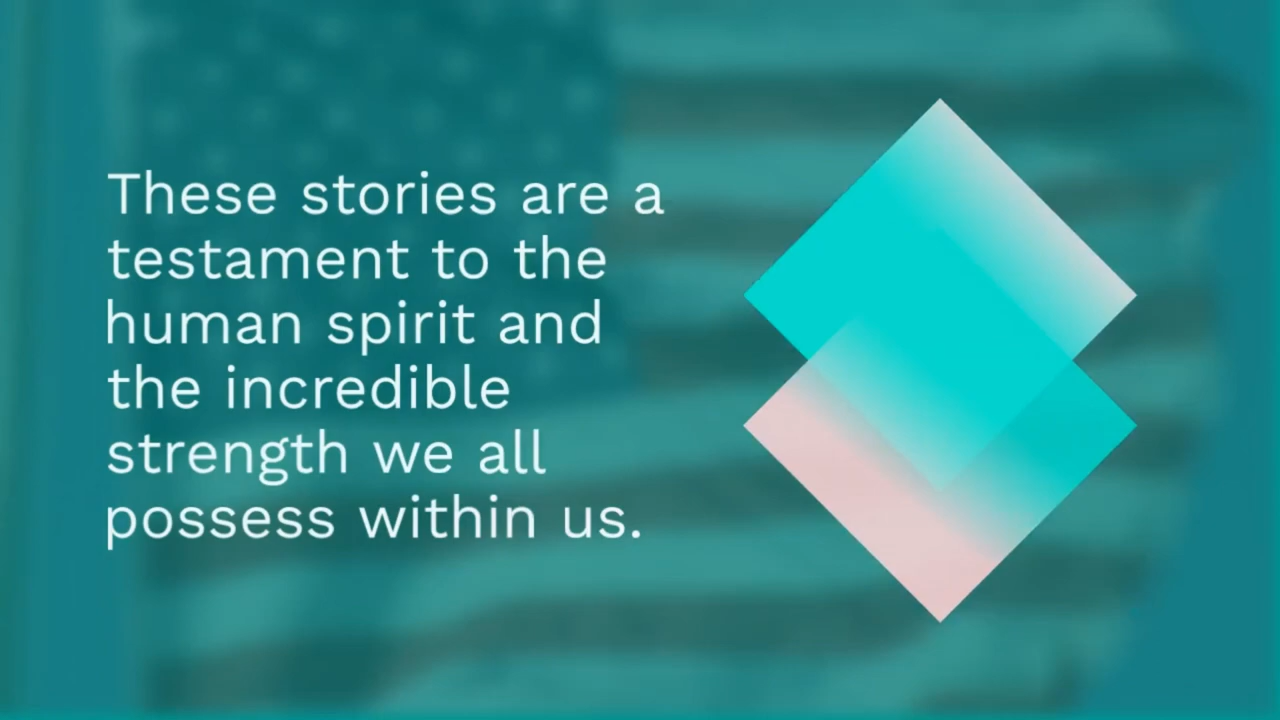 These stories are a
testament to the
human spirit and
the incredible
strength we all
possess within us.